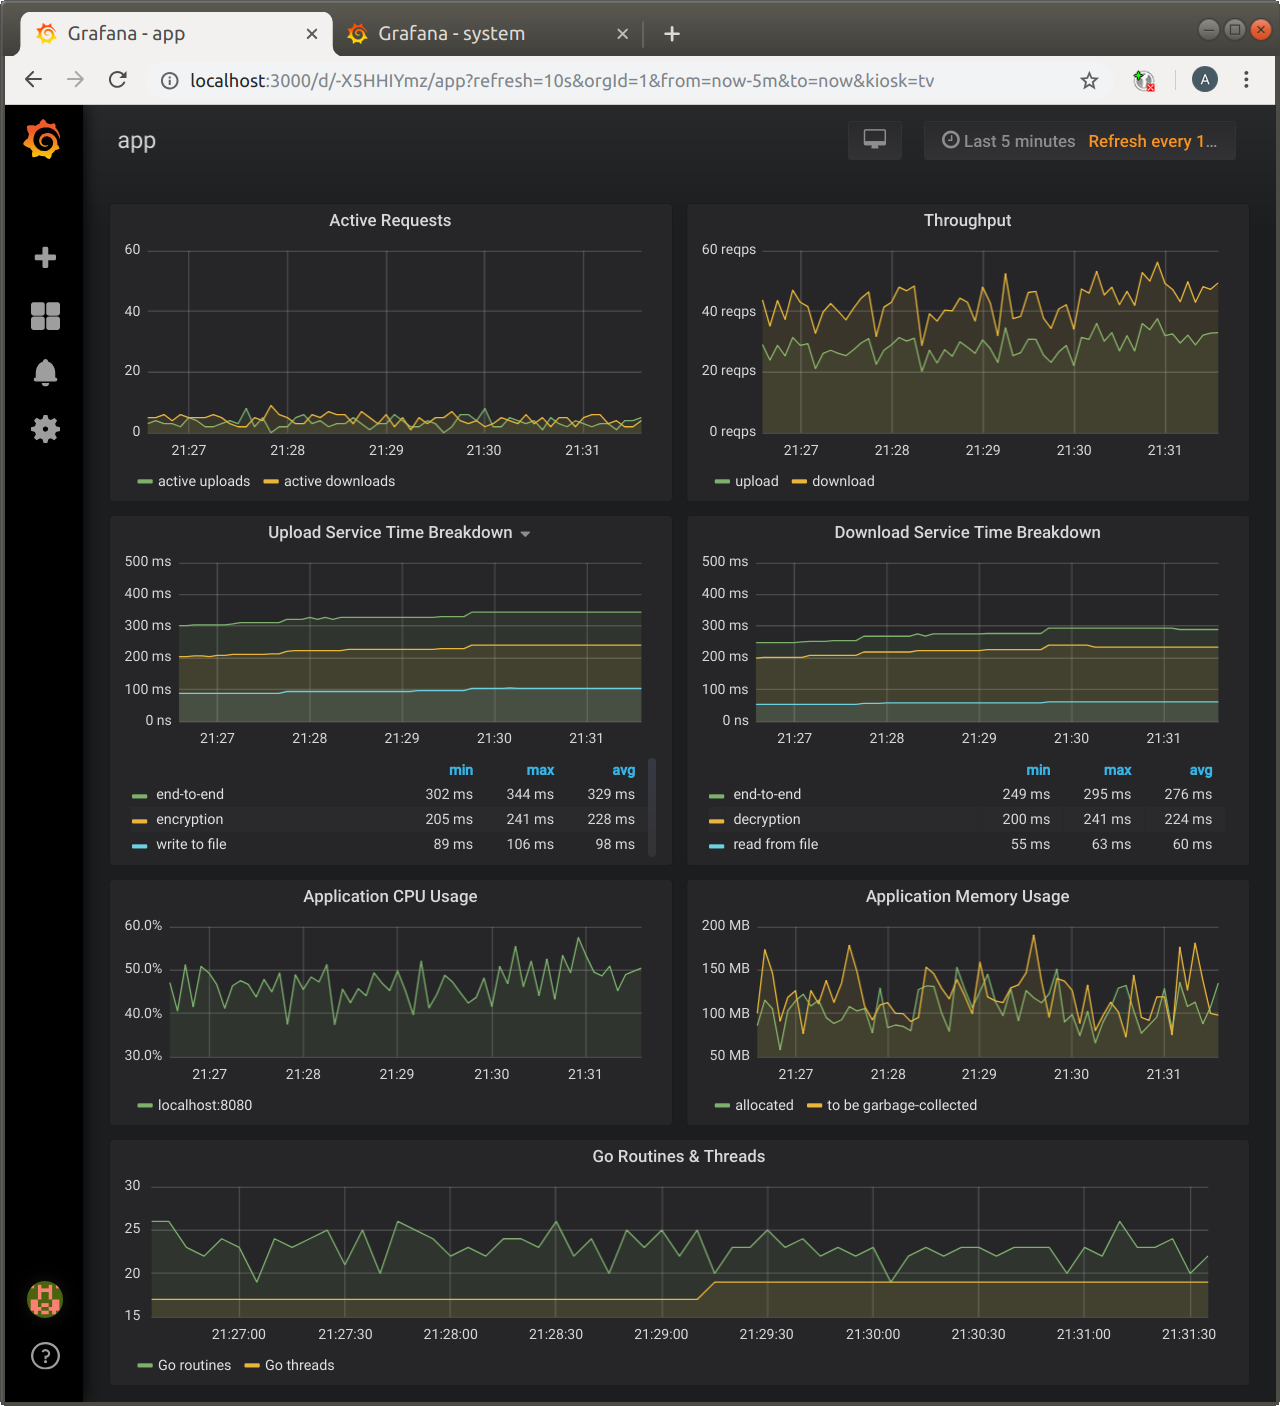 Grafana - app
Grafana - system
localhost:3000/d/-X5HHIYmz/app?refresh=10s&orgId=1&from=now-5m&to=now&kiosk=tv
A
app
Last 5 minutes Refresh every 1...
Active Requests
60
40
20
0
21:27 21:28 21:29 21:30 21:31
active uploads active downloads
Throughput
60 reqps
40 reqps
20 reqps
0 reqps
21:27 21:28 21:29 21:30 21:31
upload download
Upload Service Time Breakdown
500 ms
400 ms
300 ms
200 ms
100 ms
0 ns
21:27 21:28 21:29 21:30 21:31
min max avg
end-to-end 302 ms 344 ms 329 ms
encryption 205 ms 241 ms 228 ms
write to file 89 ms 106 ms 98 ms
Download Service Time Breakdown
500 ms
400 ms
300 ms
200 ms
100 ms
0 ns
21:27 21:28 21:29 21:30 21:31
min max avg
end-to-end 249 ms 295 ms 276 ms
decryption 200 ms 241 ms 224 ms
read from file 55 ms 63 ms 60 ms
Application CPU Usage
60.0%
50.0%
40.0%
30.0%
21:27 21:28 21:29 21:30 21:31
localhost:8080
Application Memory Usage
200 MB
150 MB
100 MB
50 MB
21:27 21:28 21:29 21:30 21:31
allocated to be garbage-collected
Go Routines & Threads
30
25
20
15
21:27:00 21:27:30 21:28:00 21:28:30 21:29:00 21:29:30 21:30:00 21:30:30 21:31:00 21:31:30
Go routines Go threads